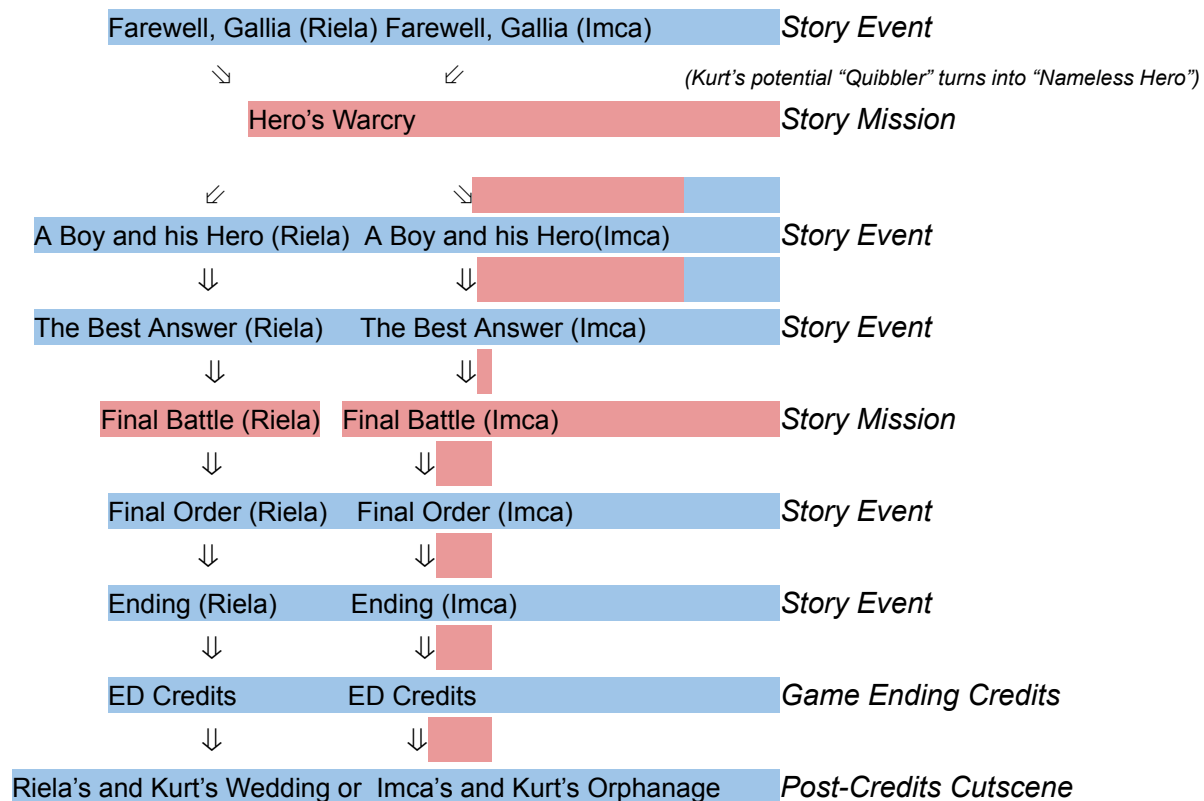 Farewell, Gallia (Riela) Farewell, Gallia (Imca) Story Event
⇘ ⇙ (Kurt's potential “Quibbler” turns into “Nameless Hero”)
Hero's Warcry Story Mission
⇙ ⇘
A Boy and his Hero (Riela) A Boy and his Hero(Imca) Story Event
⇓ ⇓
The Best Answer (Riela) The Best Answer (Imca) Story Event
⇓ ⇓
Final Battle (Riela) Final Battle (Imca) Story Mission
⇓ ⇓
Final Order (Riela) Final Order (Imca) Story Event
⇓ ⇓
Ending (Riela) Ending (Imca) Story Event
⇓ ⇓
ED Credits ED Credits Game Ending Credits
⇓ ⇓
Riela's and Kurt's Wedding or Imca's and Kurt's Orphanage Post-Credits Cutscene